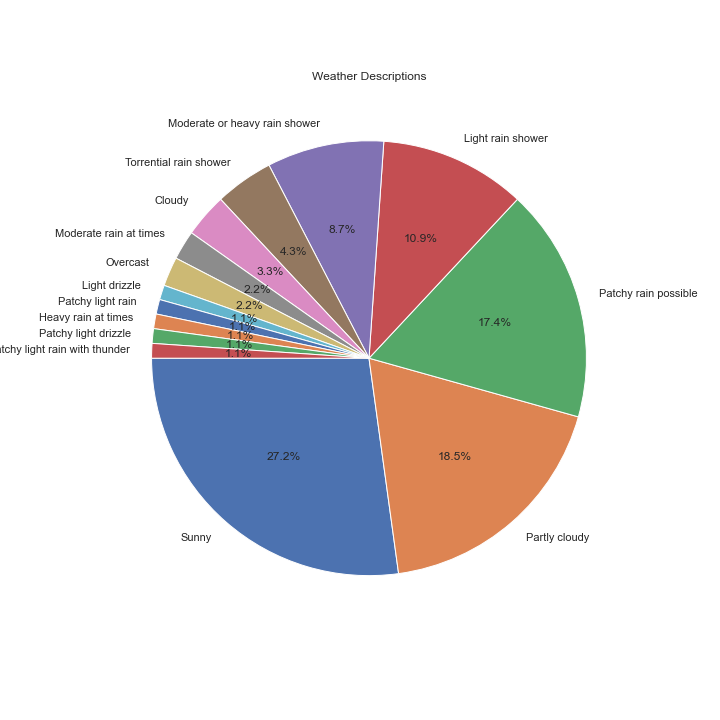 Weather Descriptions
Moderate or heavy rain shower
Light rain shower
Torrential rain shower
Cloudy
Moderate rain at times
Overcast
Light drizzle
Patchy light rain
Heavy rain at times
Patchy light drizzle
tchy light rain with thunder
Patchy rain possible
Sunny
Partly cloudy
8.7%
10.9%
4.3%
3.3%
2.2%
2.2%
1.1%
1.1%
1.1%
1.1%
1.1%
17.4%
27.2%
18.5%